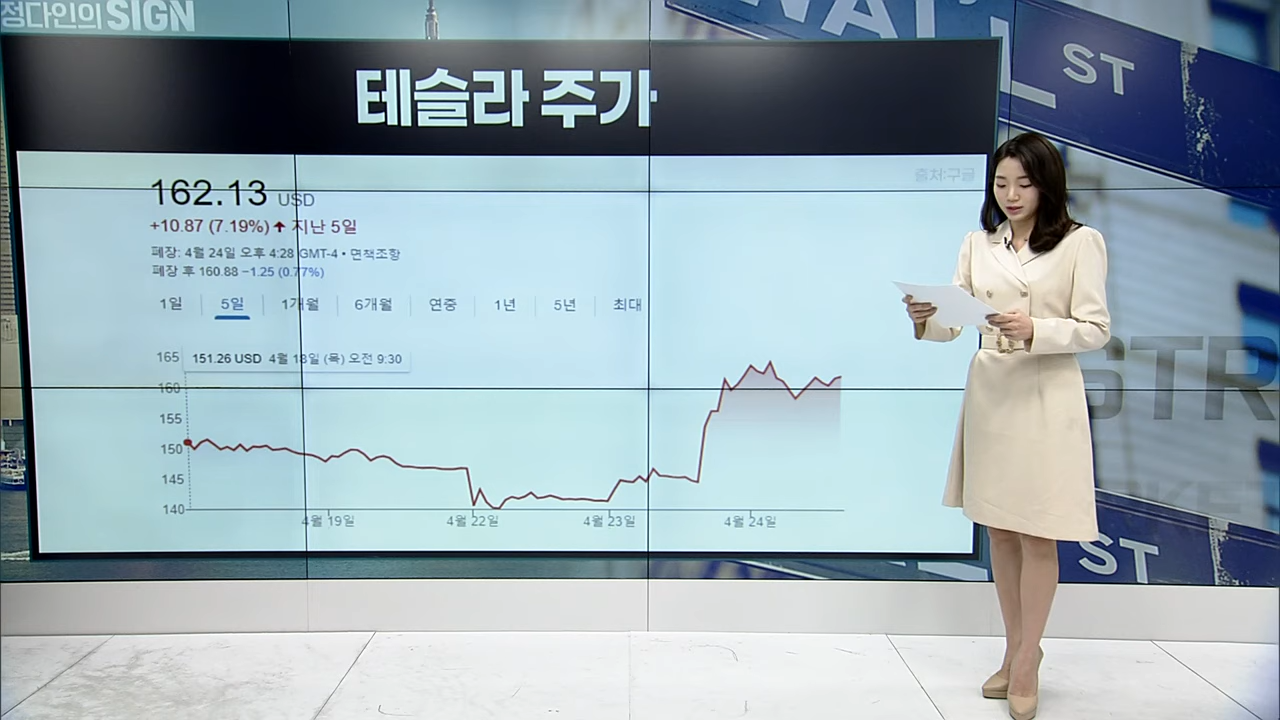 정다인의 SIGN
테슬라 주가
출처:구글
162.13 USD
+10.87 (7.19%) ↑ 지난 5일
폐장: 4월 24일 오후 4:28 GMT-4 • 면책조항
폐장 후 160.88 −1.25 (0.77%)
1일 5일 1개월 6개월 연중 1년 5년 최대
151.26 USD 4월 18일 (목) 오전 9:30
165
160
155
150
145
140
4월 19일 4월 22일 4월 23일 4월 24일
WALL ST
STR
ST